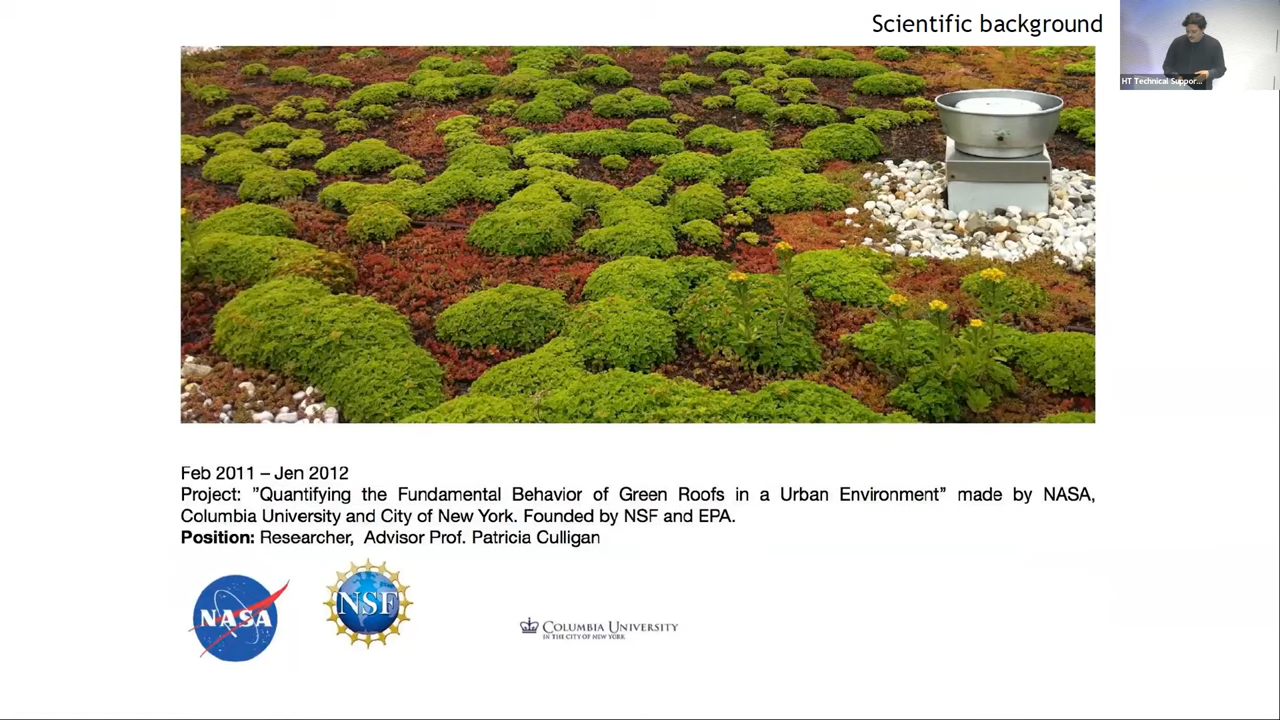 Scientific background
HT Technical Suppor...
Feb 2011 – Jen 2012
Project: ”Quantifying the Fundamental Behavior of Green Roofs in a Urban Environment” made by NASA,
Columbia University and City of New York. Founded by NSF and EPA.
Position: Researcher, Advisor Prof. Patricia Culligan
NASA
NSF
COLUMBIA UNIVERSITY
IN THE CITY OF NEW YORK